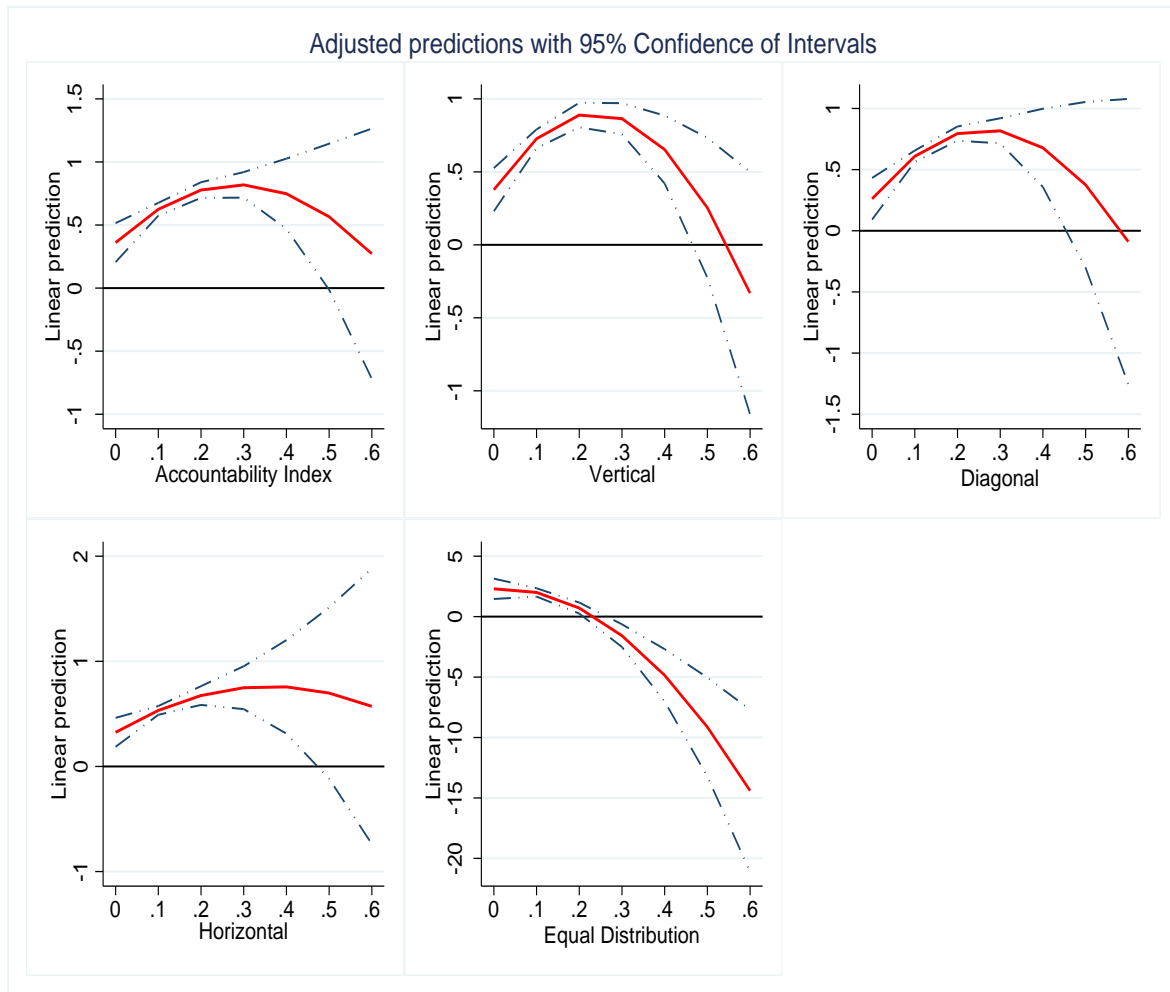 Adjusted predictions with 95% Confidence of Intervals
Linear prediction
1.5
1
.5
0
-.5
-1
0 .1 .2 .3 .4 .5 .6
Accountability Index
Linear prediction
1
.5
0
-.5
-1
0 .1 .2 .3 .4 .5 .6
Vertical
Linear prediction
1
.5
0
-.5
-1
-1.5
0 .1 .2 .3 .4 .5 .6
Diagonal
Linear prediction
2
1
0
-1
0 .1 .2 .3 .4 .5 .6
Horizontal
Linear prediction
5
0
-5
-10
-15
-20
0 .1 .2 .3 .4 .5 .6
Equal Distribution